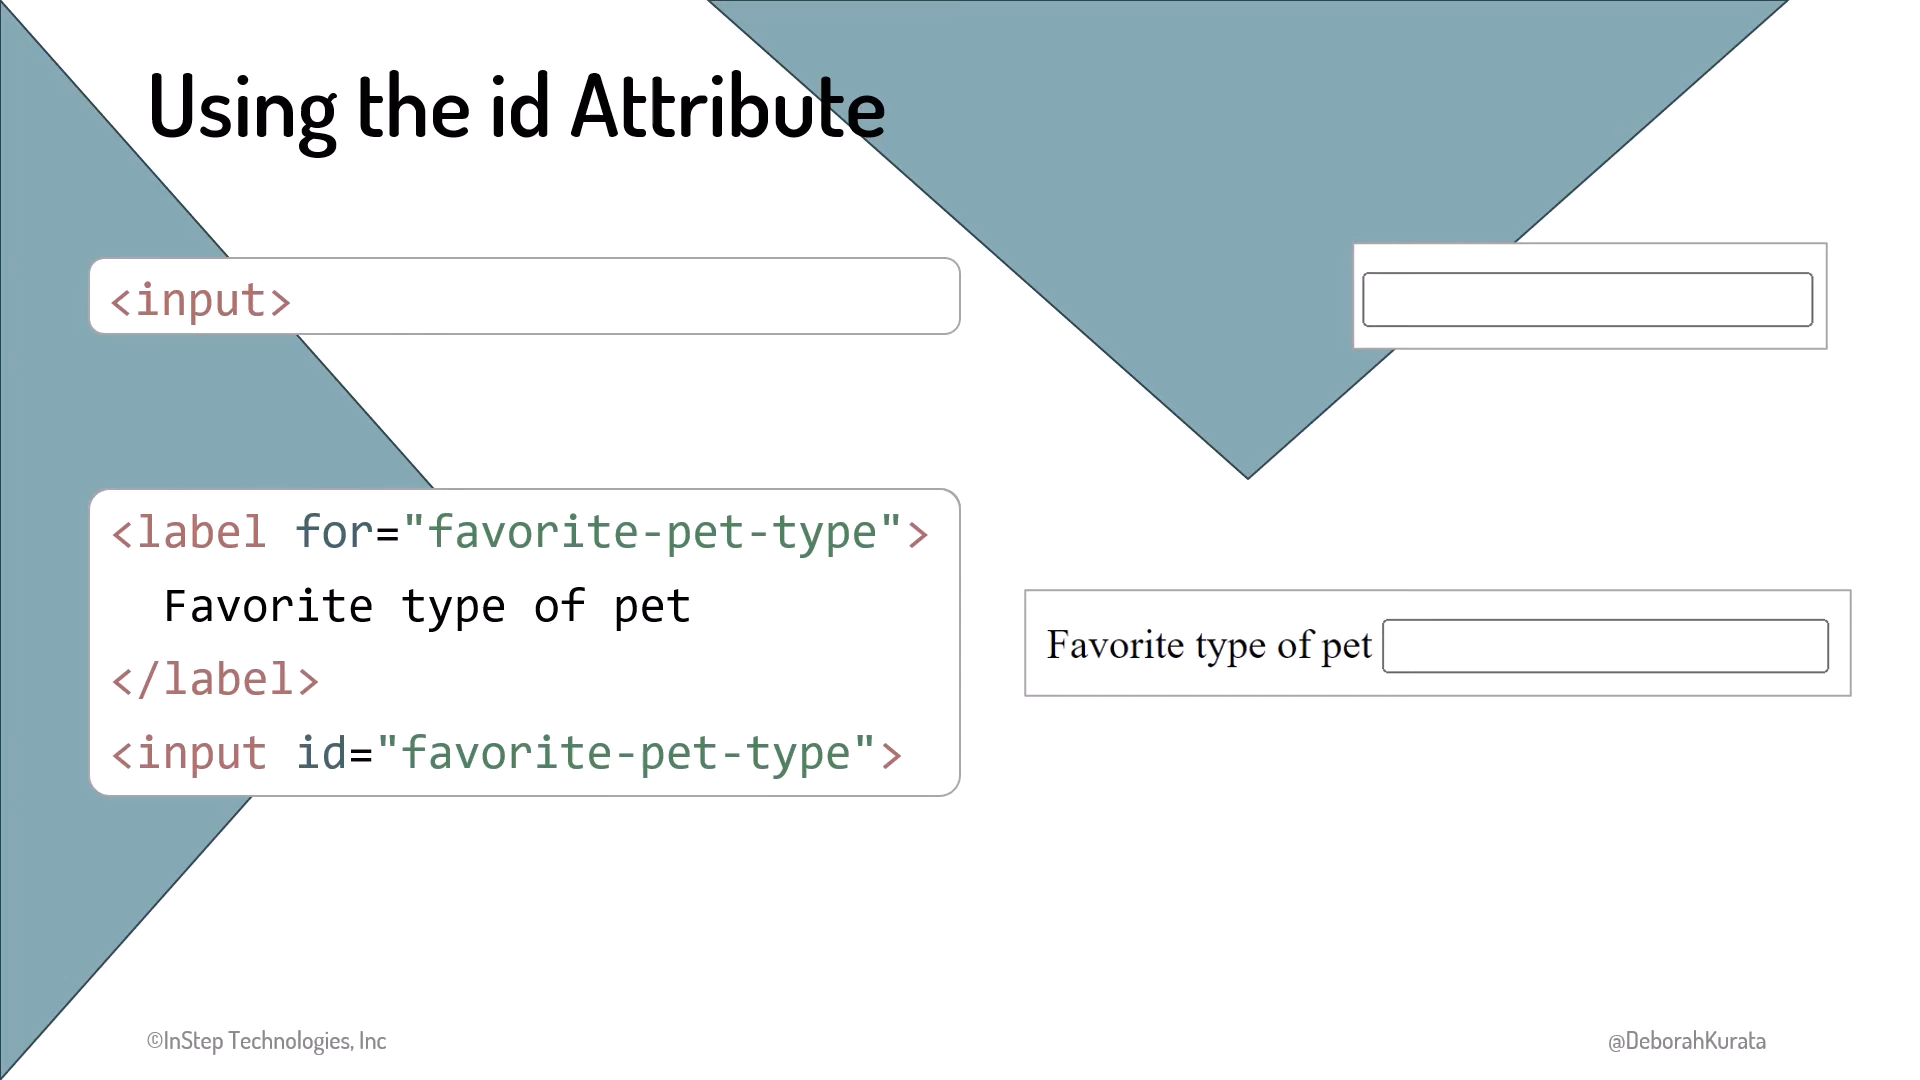 Using the id Attribute
<input>
<label for="favorite-pet-type">
  Favorite type of pet
</label>
<input id="favorite-pet-type">
Favorite type of pet
©InStep Technologies, Inc
@DeborahKurata